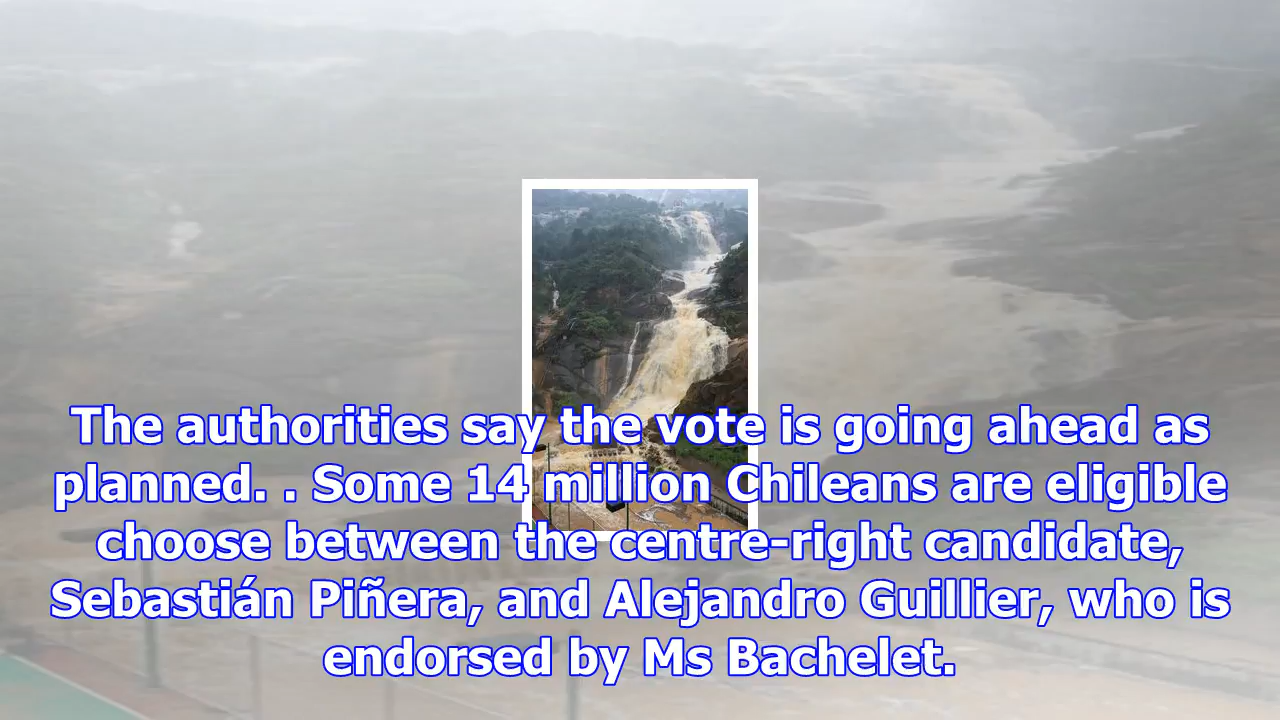 The authorities say the vote is going ahead as
planned. . Some 14 million Chileans are eligible
choose between the centre-right candidate,
Sebastián Piñera, and Alejandro Guillier, who is
endorsed by Ms Bachelet.